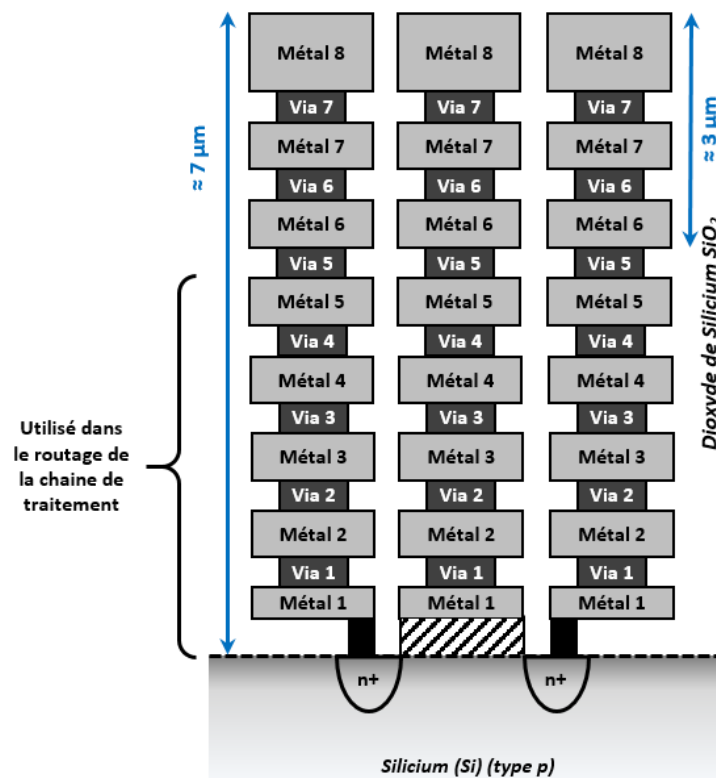 Métal 8 Métal 8 Métal 8
Via 7 Via 7 Via 7
≈ 7 µm
≈ 3 µm
Métal 7 Métal 7 Métal 7
Via 6 Via 6 Via 6
Métal 6 Métal 6 Métal 6
Via 5 Via 5 Via 5
Dioxyde de Silicium SiO₂
Métal 5 Métal 5 Métal 5
Via 4 Via 4 Via 4
Métal 4 Métal 4 Métal 4
Via 3 Via 3 Via 3
Utilisé dans
le routage de
la chaine de
traitement
Métal 3 Métal 3 Métal 3
Via 2 Via 2 Via 2
Métal 2 Métal 2 Métal 2
Via 1 Via 1 Via 1
Métal 1 Métal 1 Métal 1
n+ n+
Silicium (Si) (type p)